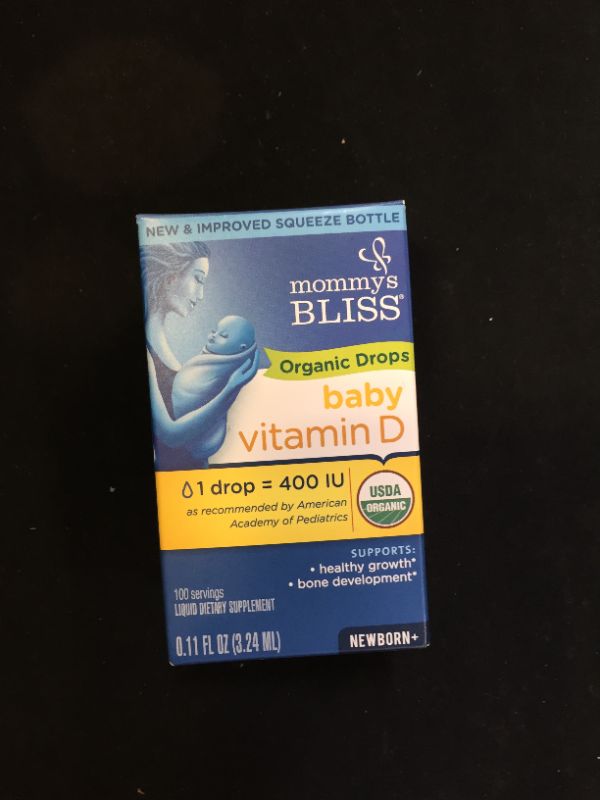 NEW & IMPROVED SQUEEZE BOTTLE
mommy's
BLISS®
Organic Drops
baby
vitamin D
1 drop = 400 IU
as recommended by American
Academy of Pediatrics
USDA
ORGANIC
SUPPORTS:
• healthy growth*
• bone development*
100 servings
LIQUID DIETARY SUPPLEMENT
0.11 FL OZ (3.24 ML)
NEWBORN+